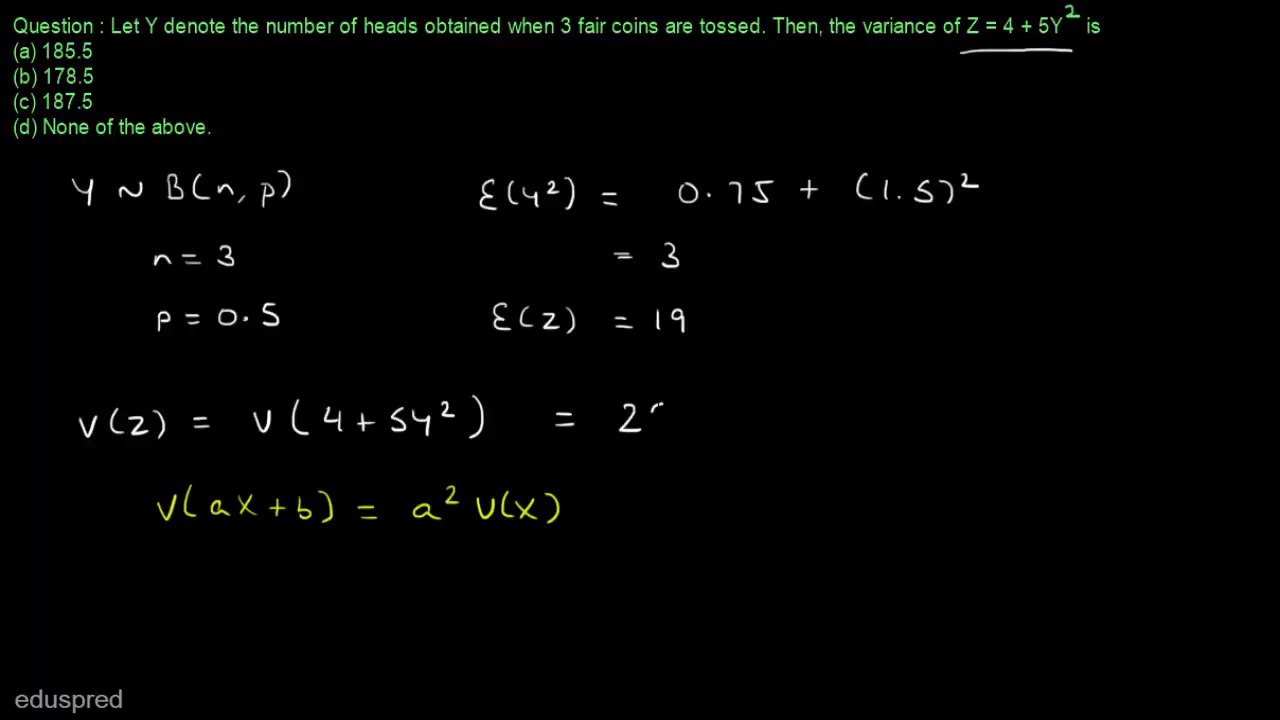 Question : Let Y denote the number of heads obtained when 3 fair coins are tossed. Then, the variance of Z = 4 + 5Y² is
(a) 185.5
(b) 178.5
(c) 187.5
(d) None of the above.
Y ~ B(n, p)
n = 3
p = 0.5
E(Y²) = 0.75 + (1.5)²
= 3
E(Z) = 19
V(Z) = V(4 + 5Y²) = 2
V(aX + b) = a² V(X)
eduspred